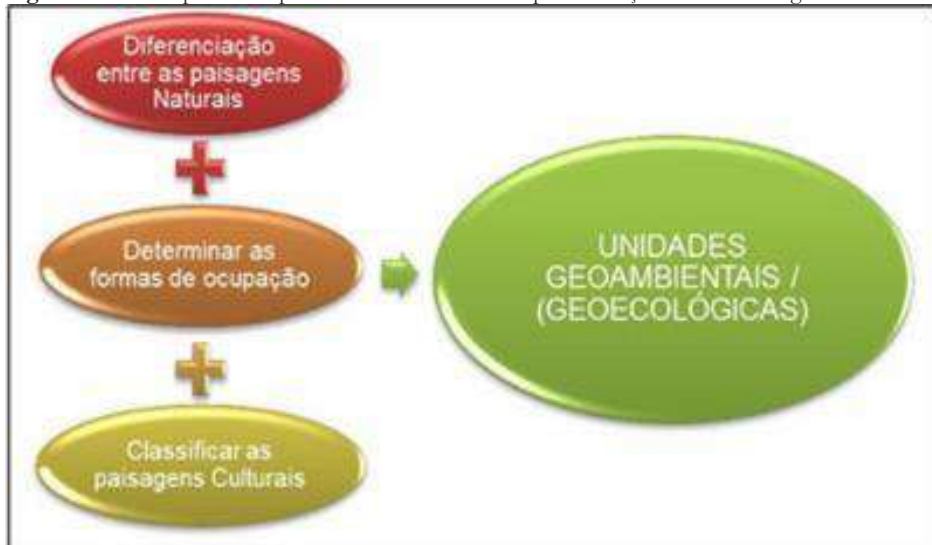 Diferenciação
entre as paisagens
Naturais
Determinar as
formas de ocupação
Classificar as
paisagens Culturais
UNIDADES
GEOAMBIENTAIS /
(GEOECOLÓGICAS)